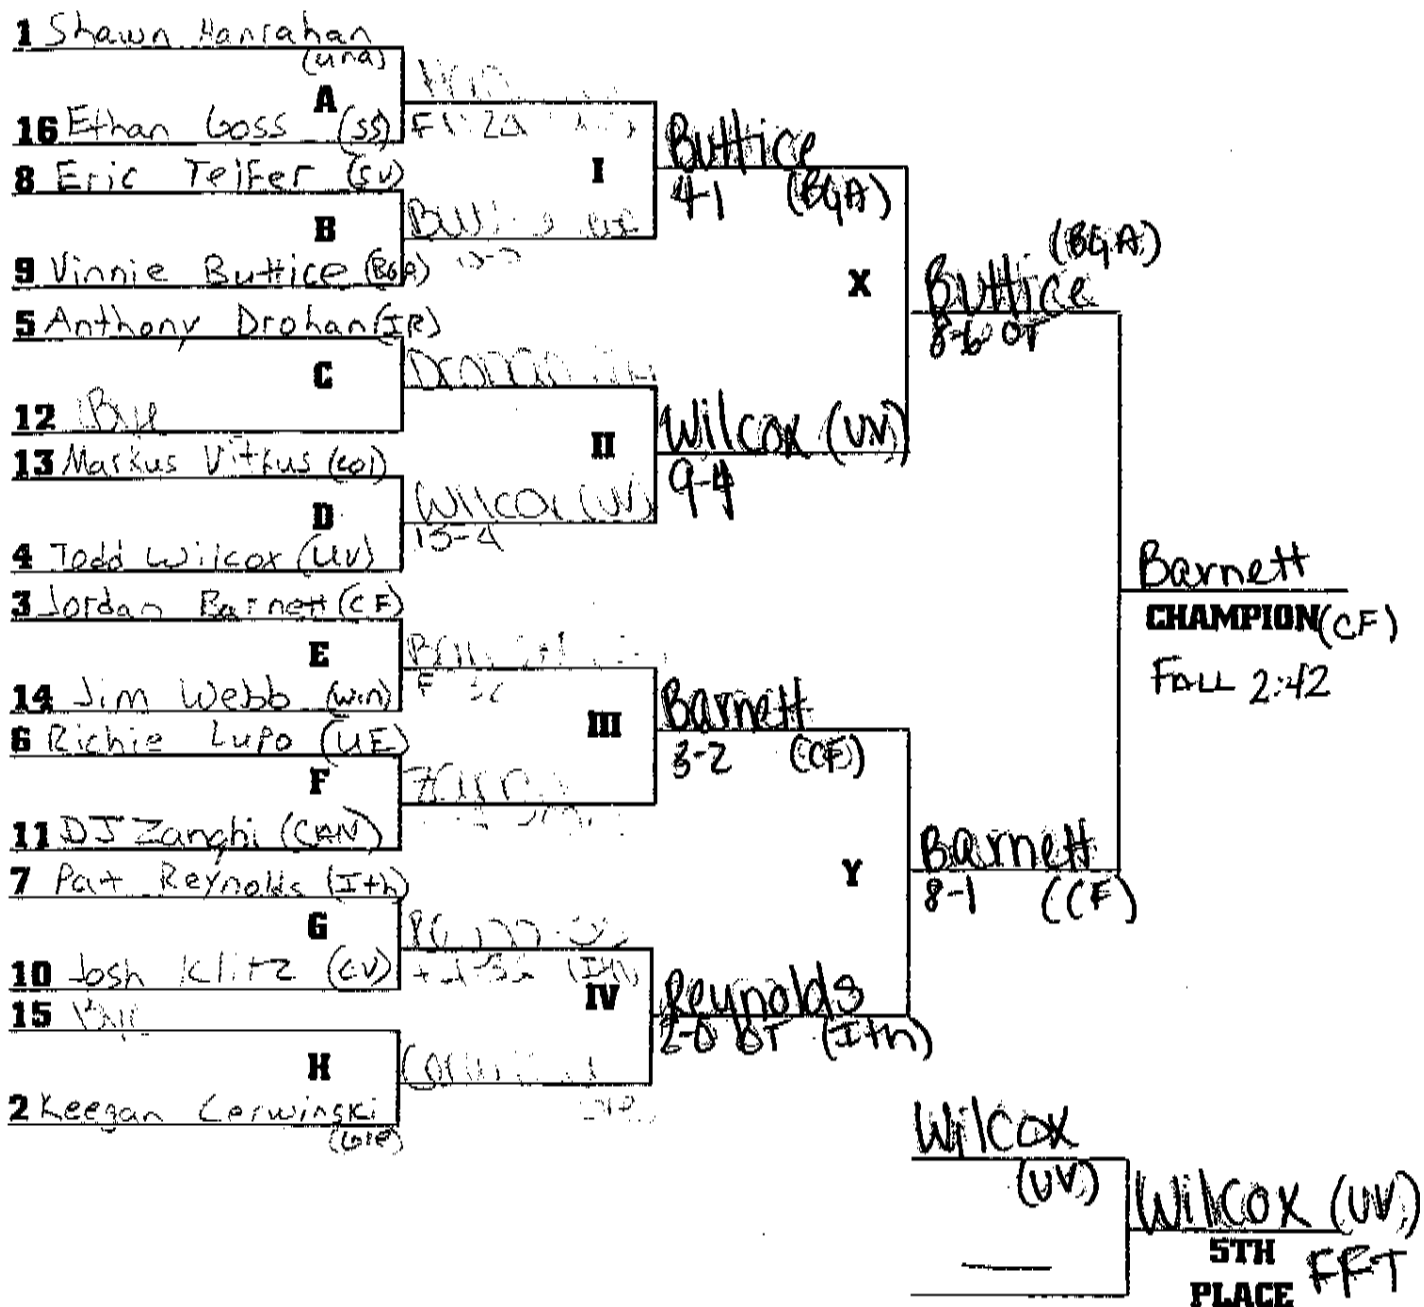 1 Shawn Hanrahan
(una)
A
16 Ethan Goss (SS)
8 Eric Teifer (SV)
B
9 Vinnie Buttice (BGA)
5 Anthony Drohan (IR)
C
12
13 Markus Vitkus (col)
D
4 Todd Wilcox (UV)
3 Jordan Barnett (CF)
E
14 Jim Webb (win)
6 Richie Lupo (UE)
F
11 DJ Zanghi (CAN)
7 Pat Reynolds (Ith)
G
10 Josh Klitz (CV)
15
H
2 Keegan Cerwinski
Wilcox (UV)
15-4
(Ith)
I
II
III
IV
Buttice
4-1 (BGA)
Wilcox (UV)
9-4
Barnett
3-2 (CF)
Reynolds
2-0 OT (Ith)
X
Y
(BGA)
Buttice
8-6 OT
Barnett
8-1 (CF)
Barnett
CHAMPION (CF)
FALL 2:42
Wilcox
(UV)
Wilcox (UV)
5TH FFT
PLACE